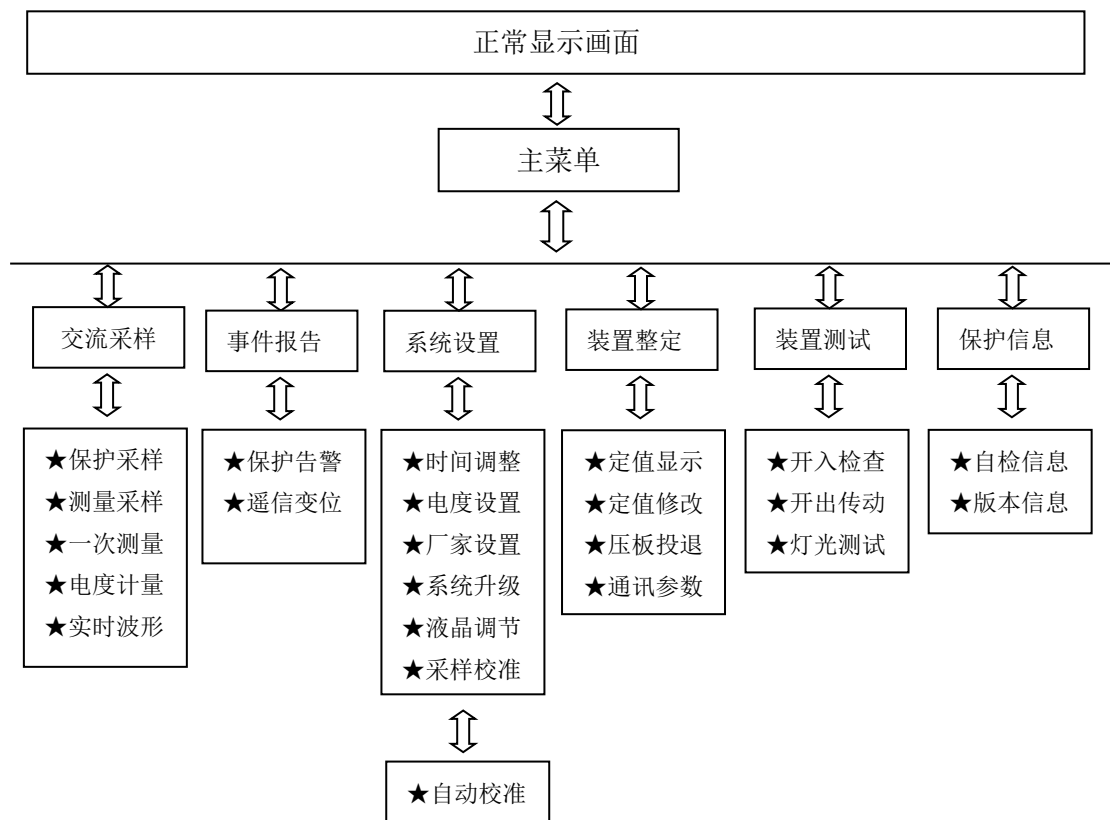 正常显示画面
主菜单
交流采样
事件报告
系统设置
装置整定
装置测试
保护信息
★保护采样
★测量采样
★一次测量
★电度计量
★实时波形
★保护告警
★遥信变位
★时间调整
★电度设置
★厂家设置
★系统升级
★液晶调节
★采样校准
★定值显示
★定值修改
★压板投退
★通讯参数
★开入检查
★开出传动
★灯光测试
★自检信息
★版本信息
★自动校准